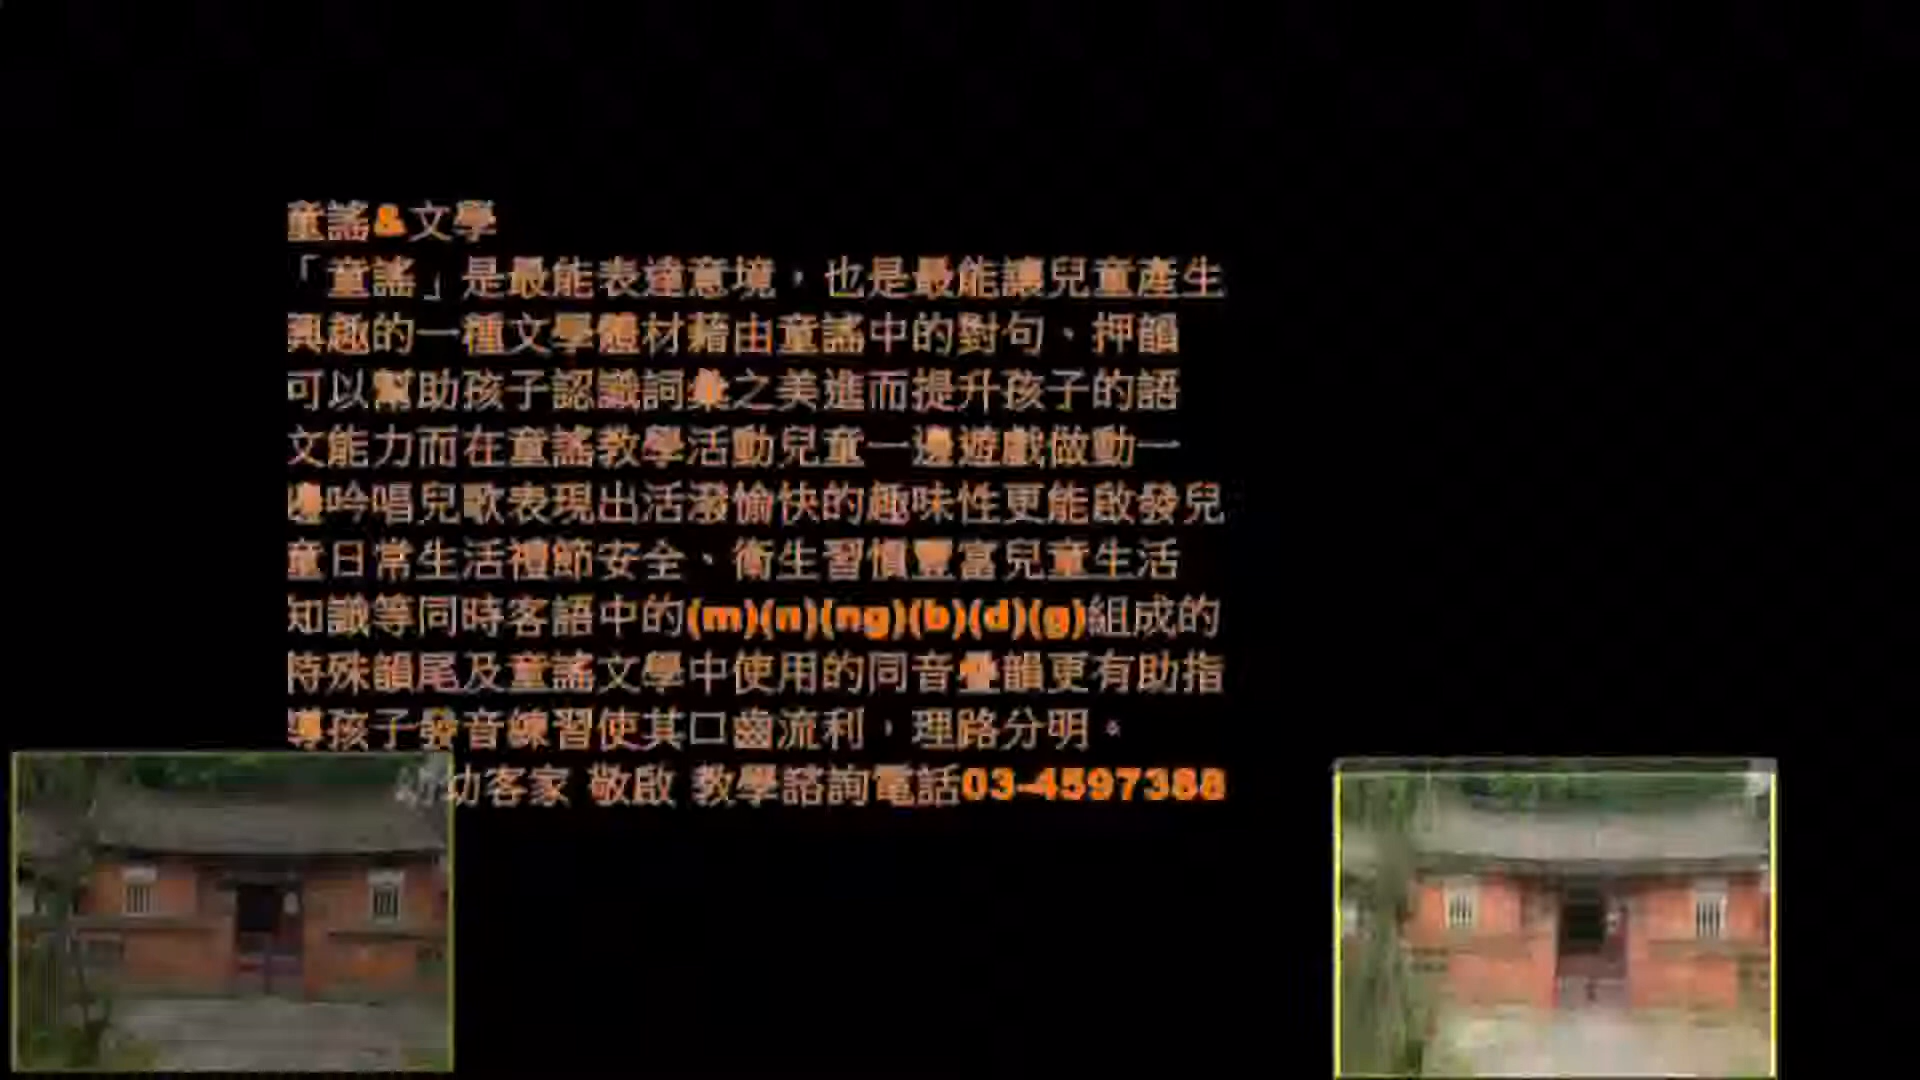 童謠&文學
「童謠」是最能表達意境，也是最能讓兒童產生
興趣的一種文學體材藉由童謠中的對句、押韻
可以幫助孩子認識詞彙之美進而提升孩子的語
文能力而在童謠教學活動兒童一邊遊戲做動一
邊吟唱兒歌表現出活潑愉快的趣味性更能啟發兒
童日常生活禮節安全、衛生習慣豐富兒童生活
知識等同時客語中的(m)(n)(ng)(b)(d)(g)組成的
特殊韻尾及童謠文學中使用的同音疊韻更有助指
導孩子發音練習使其口齒流利，理路分明。
幼客家 敬啟 教學諮詢電話03-4597388